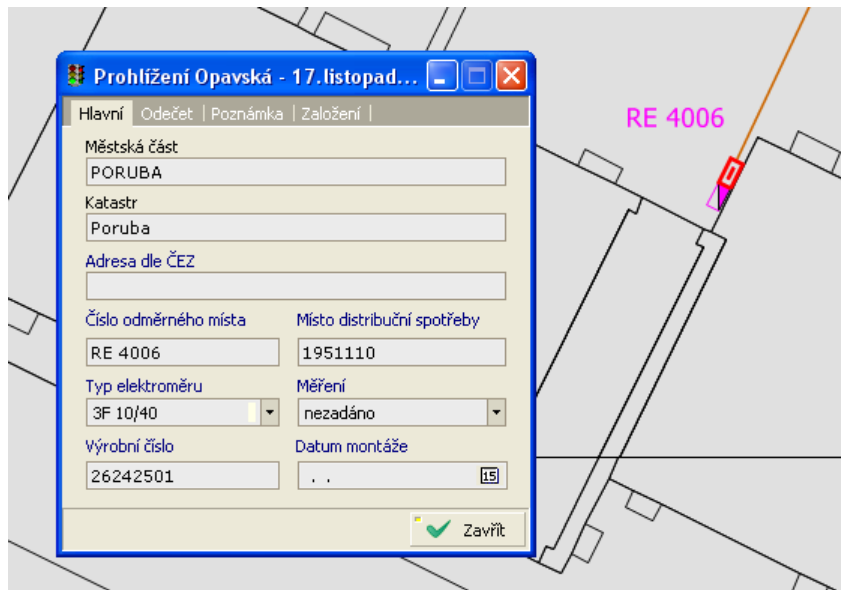 Prohlížení Opavská - 17.listopad...
Hlavní Odečet | Poznámka | Založení |
Městská část
PORUBA
Katastr
Poruba
Adresa dle ČEZ
Číslo odměrného místa Místo distribuční spotřeby
RE 4006 1951110
Typ elektroměru Měření
3F 10/40 nezadáno
Výrobní číslo Datum montáže
26242501 . . 15
Zavřít
RE 4006